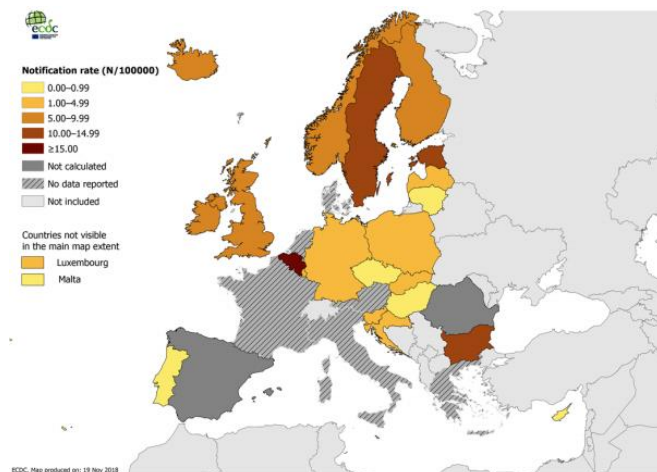 ecdc
Notification rate (N/100000)
0.00–0.99
1.00–4.99
5.00–9.99
10.00–14.99
≥15.00
Not calculated
No data reported
Not included
Countries not visible
in the main map extent
Luxembourg
Malta
ECDC. Map produced on: 19 Nov 2018